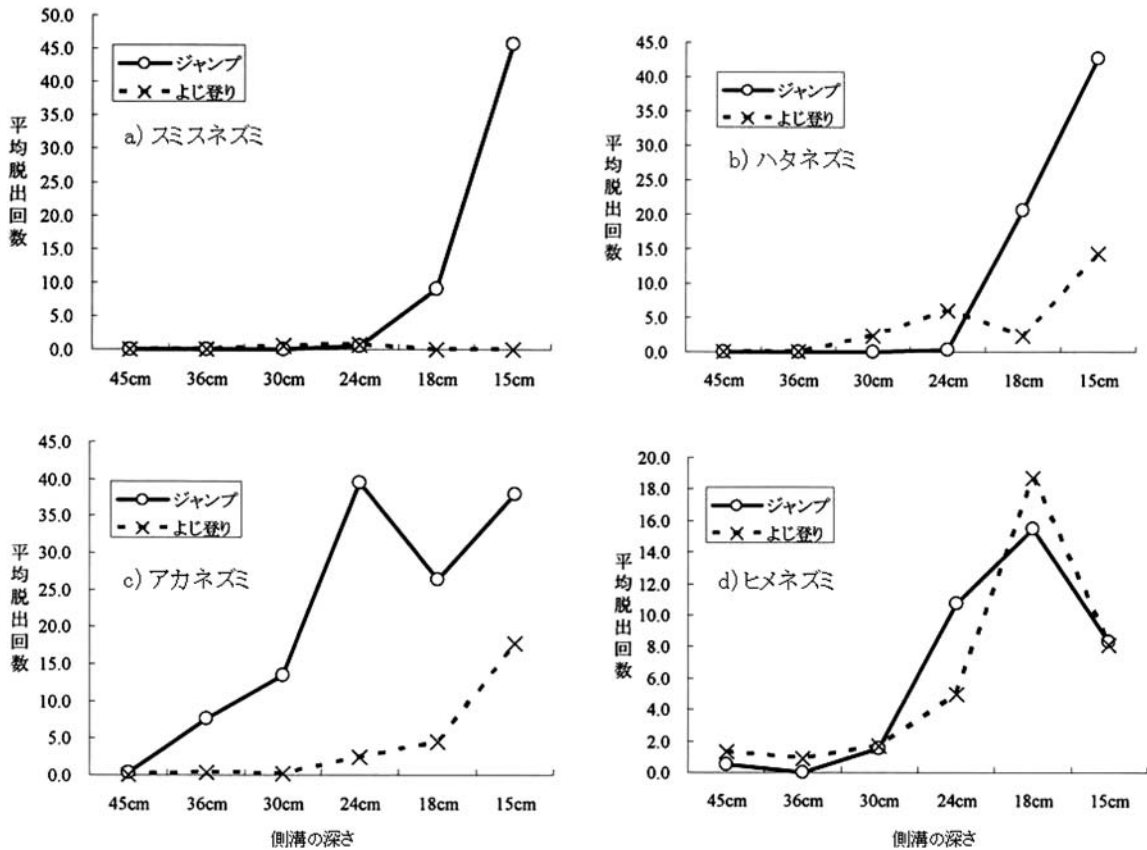 50.0
45.0
40.0
35.0
30.0
25.0
20.0
15.0
10.0
5.0
0.0
平均脱出回数
ジャンプ
よじ登り
a) スミスネズミ
45cm 36cm 30cm 24cm 18cm 15cm
45.0
40.0
35.0
30.0
25.0
20.0
15.0
10.0
5.0
0.0
平均脱出回数
ジャンプ
よじ登り
b) ハタネズミ
45cm 36cm 30cm 24cm 18cm 15cm
45.0
40.0
35.0
30.0
25.0
20.0
15.0
10.0
5.0
0.0
平均脱出回数
ジャンプ
よじ登り
c) アカネズミ
45cm 36cm 30cm 24cm 18cm 15cm
側溝の深さ
20.0
18.0
16.0
14.0
12.0
10.0
8.0
6.0
4.0
2.0
0.0
平均脱出回数
ジャンプ
よじ登り
d) ヒメネズミ
45cm 36cm 30cm 24cm 18cm 15cm
側溝の深さ